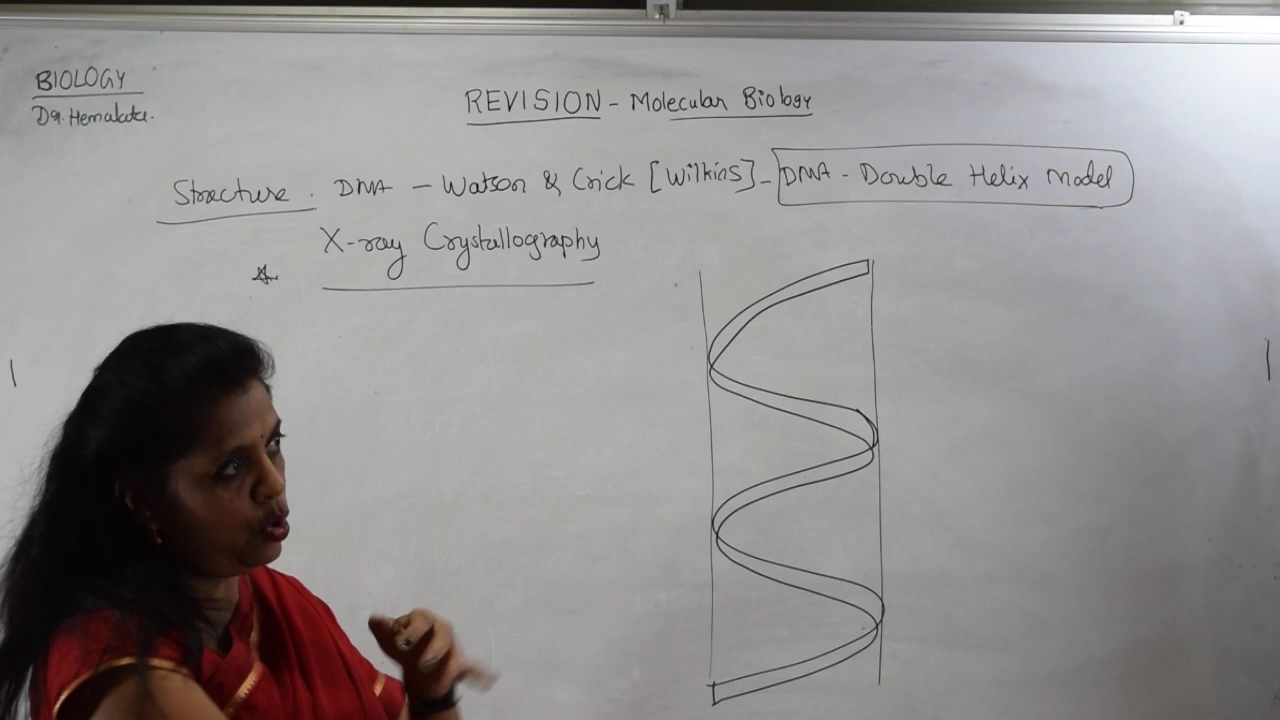 BIOLOGY
Dr. Hemalata.
REVISION - Molecular Biology
Structure. DNA - Watson & Crick [Wilkins] - DNA - Double Helix Model
X-ray Crystallography